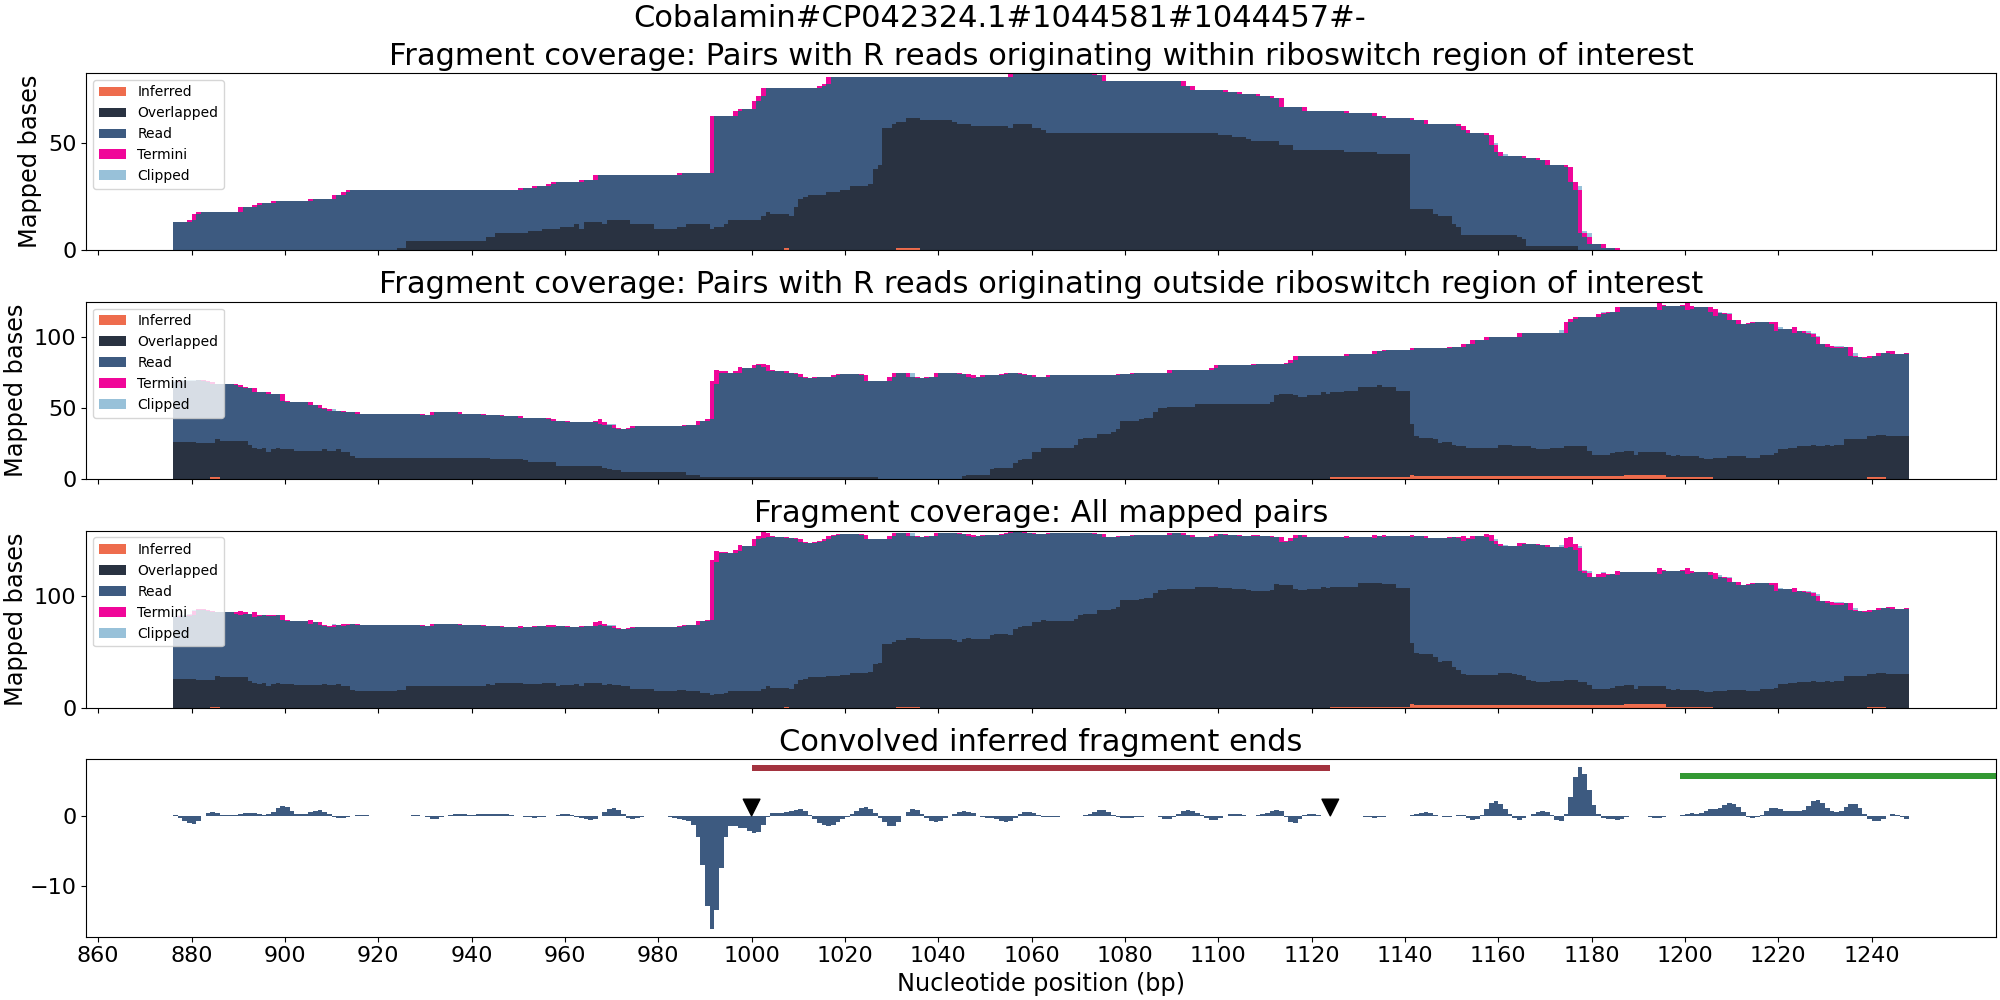 Cobalamin#CP042324.1#1044581#1044457#-
Fragment coverage: Pairs with R reads originating within riboswitch region of interest
Mapped bases
50
0
Inferred
Overlapped
Read
Termini
Clipped
Fragment coverage: Pairs with R reads originating outside riboswitch region of interest
Mapped bases
100
50
0
Inferred
Overlapped
Read
Termini
Clipped
Fragment coverage: All mapped pairs
Mapped bases
100
0
Inferred
Overlapped
Read
Termini
Clipped
Convolved inferred fragment ends
0
−10
860 880 900 920 940 960 980 1000 1020 1040 1060 1080 1100 1120 1140 1160 1180 1200 1220 1240
Nucleotide position (bp)